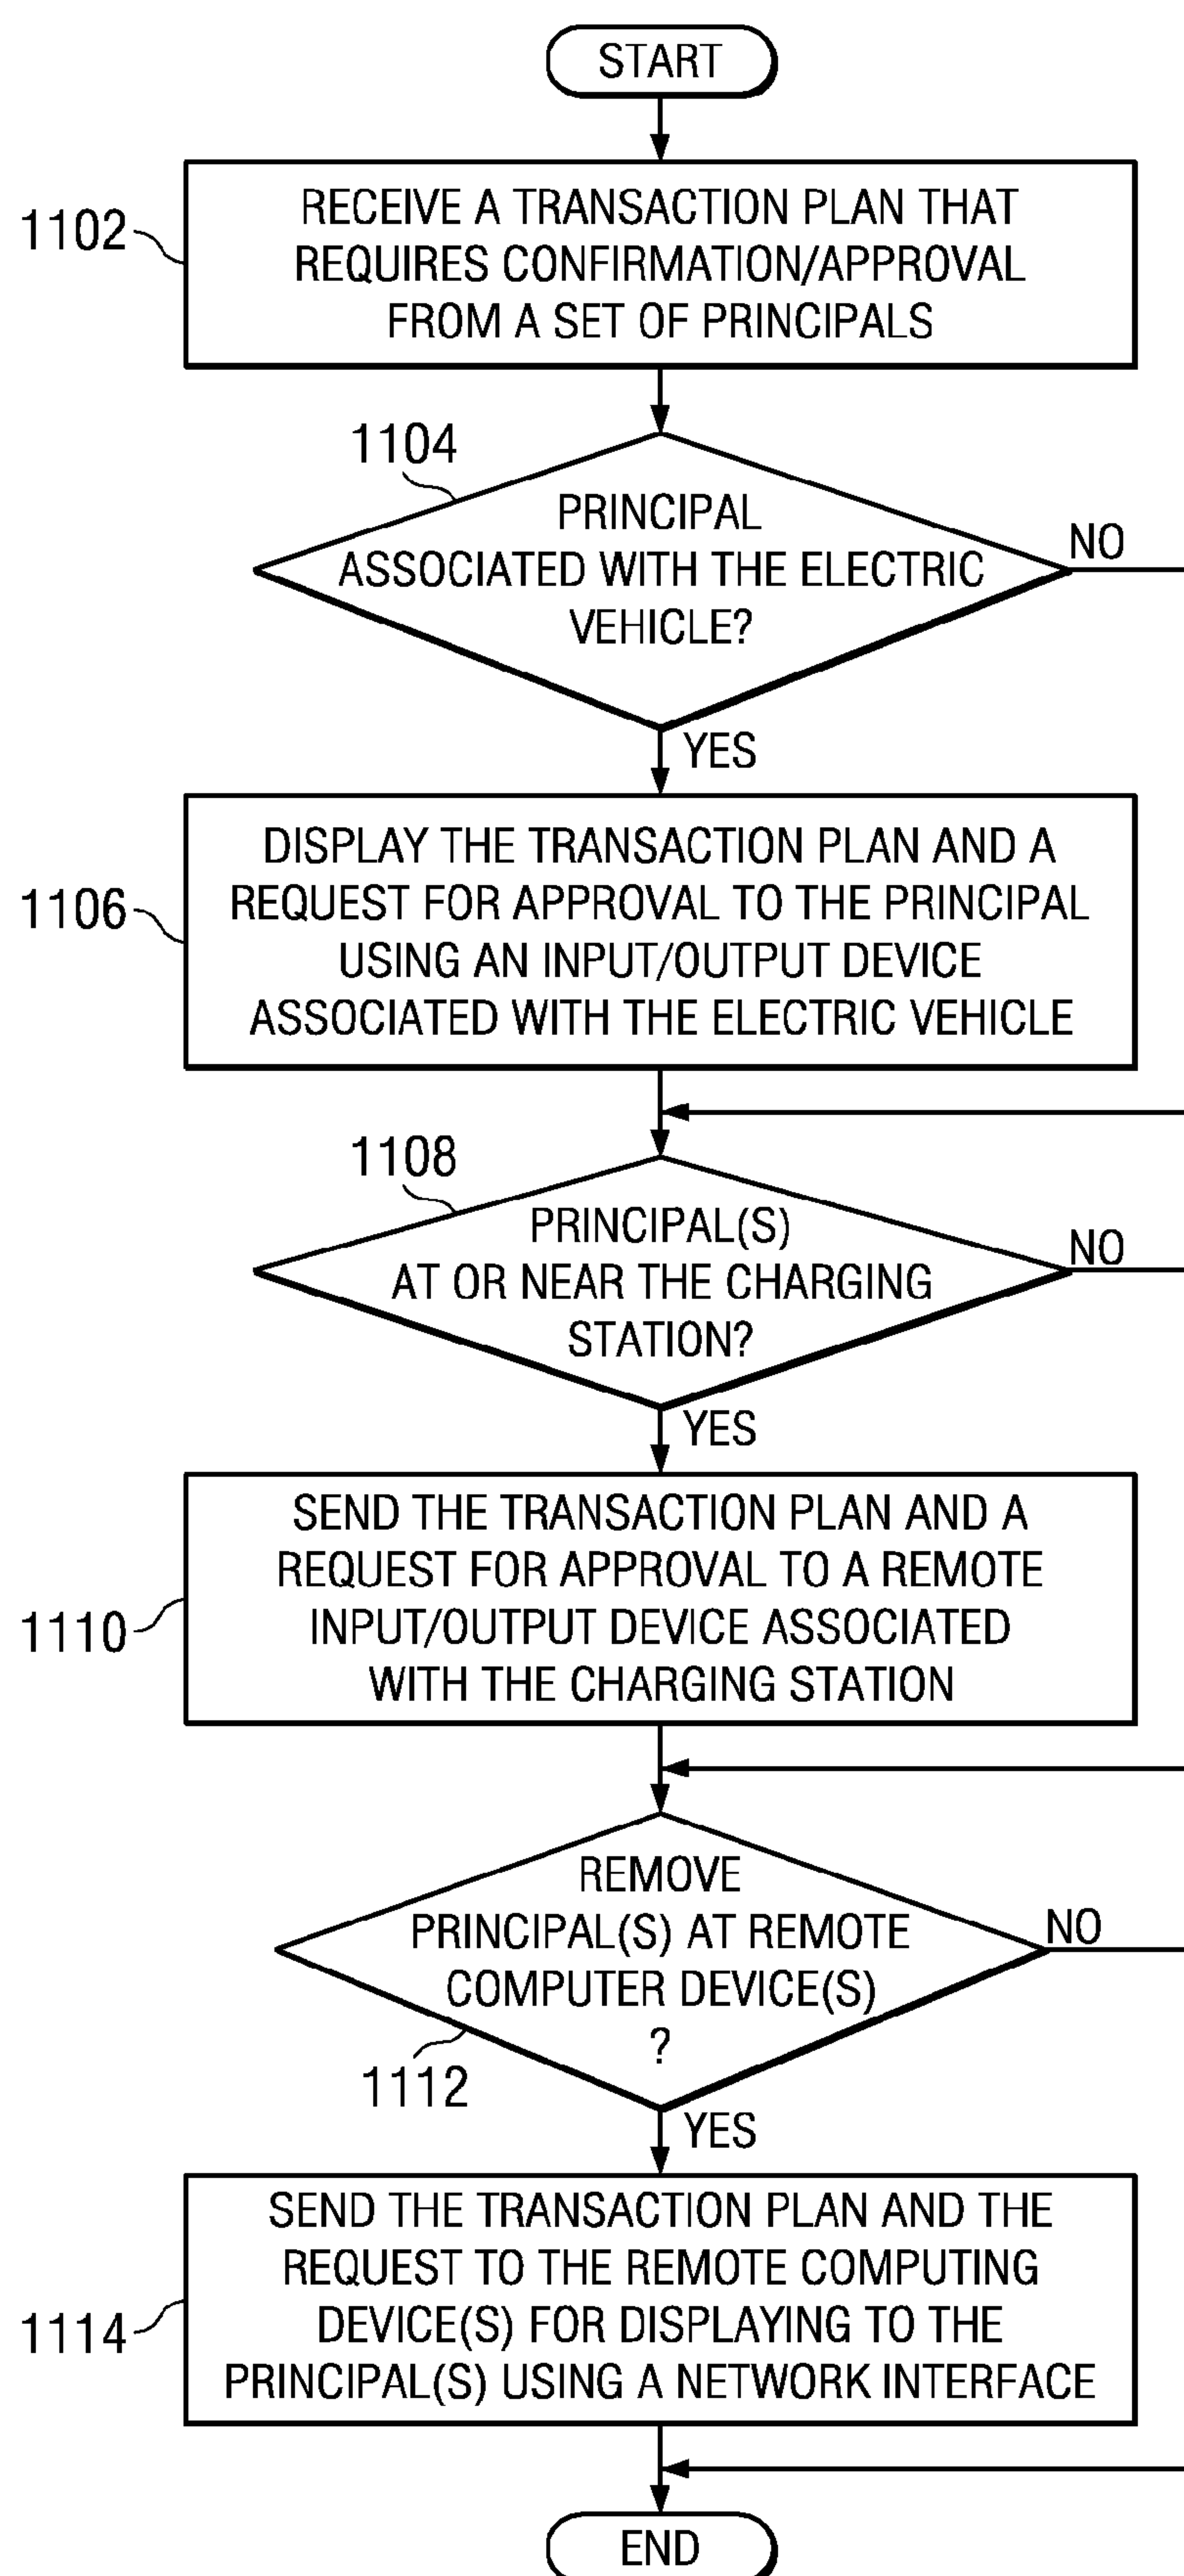 START
1102
RECEIVE A TRANSACTION PLAN THAT
REQUIRES CONFIRMATION/APPROVAL
FROM A SET OF PRINCIPALS
1104
PRINCIPAL
ASSOCIATED WITH THE ELECTRIC
VEHICLE?
NO
YES
1106
DISPLAY THE TRANSACTION PLAN AND A
REQUEST FOR APPROVAL TO THE PRINCIPAL
USING AN INPUT/OUTPUT DEVICE
ASSOCIATED WITH THE ELECTRIC VEHICLE
1108
PRINCIPAL(S)
AT OR NEAR THE CHARGING
STATION?
NO
YES
1110
SEND THE TRANSACTION PLAN AND A
REQUEST FOR APPROVAL TO A REMOTE
INPUT/OUTPUT DEVICE ASSOCIATED
WITH THE CHARGING STATION
REMOVE
PRINCIPAL(S) AT REMOTE
COMPUTER DEVICE(S)
?
NO
1112
YES
1114
SEND THE TRANSACTION PLAN AND THE
REQUEST TO THE REMOTE COMPUTING
DEVICE(S) FOR DISPLAYING TO THE
PRINCIPAL(S) USING A NETWORK INTERFACE
END